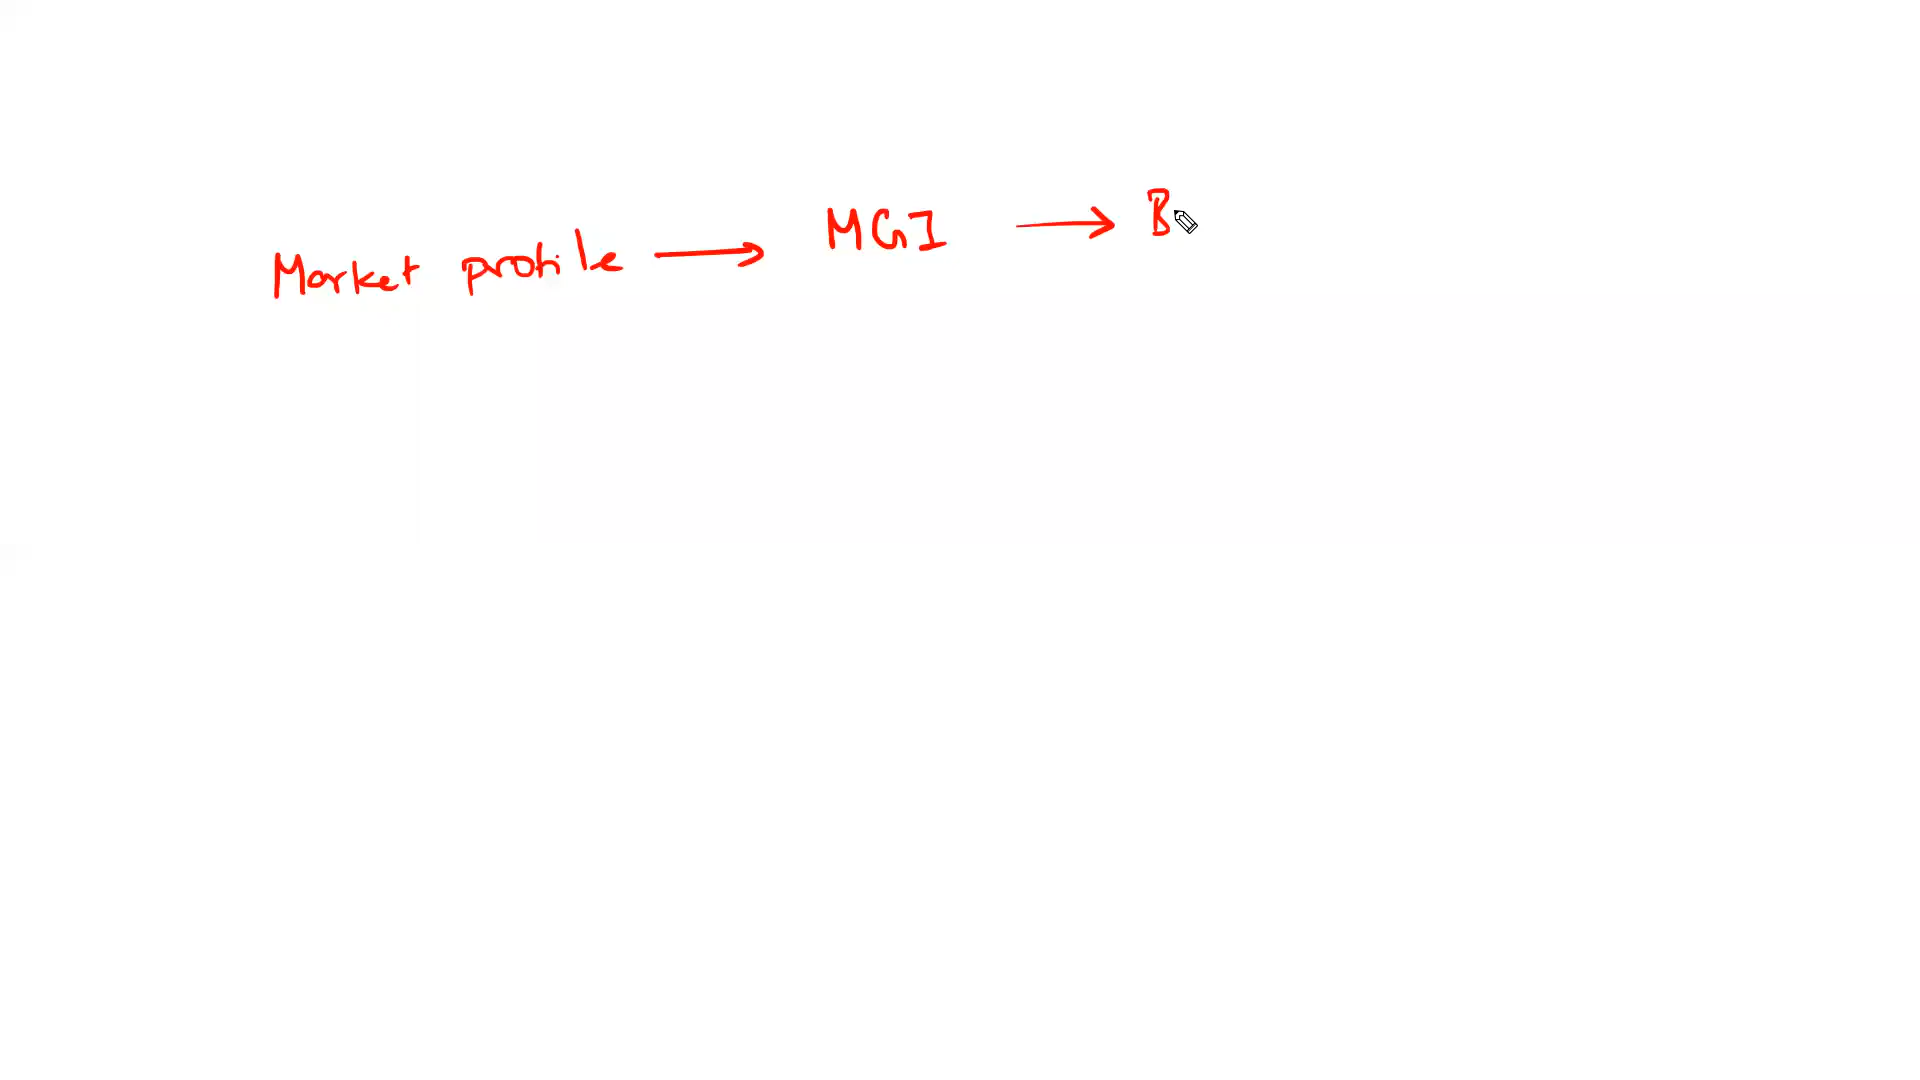 Market profile → MGI → B